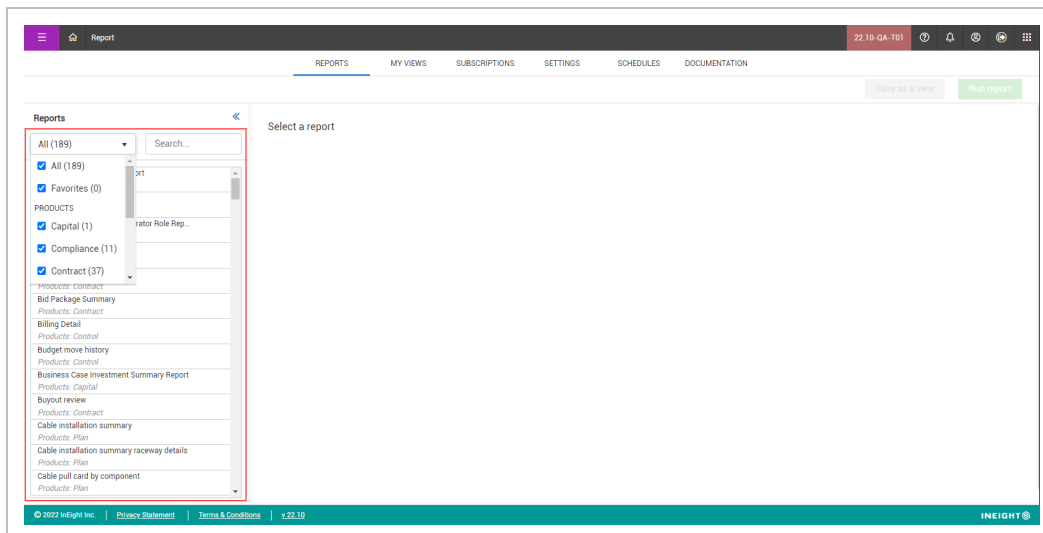 Report
22.10-QA-T01
REPORTS MY VIEWS SUBSCRIPTIONS SETTINGS SCHEDULES DOCUMENTATION
Save as a view Run report
Reports
Select a report
All (189) Search...
All (189)
Favorites (0)
PRODUCTS
rator Role Rep...
Capital (1)
Compliance (11)
Contract (37)
Products: Contract
Bid Package Summary
Products: Contract
Billing Detail
Products: Control
Budget move history
Products: Control
Business Case Investment Summary Report
Products: Capital
Buyout review
Products: Contract
Cable installation summary
Products: Plan
Cable installation summary raceway details
Products: Plan
Cable pull card by component
Products: Plan
© 2022 InEight Inc. Privacy Statement Terms & Conditions v 22.10 INEIGHT